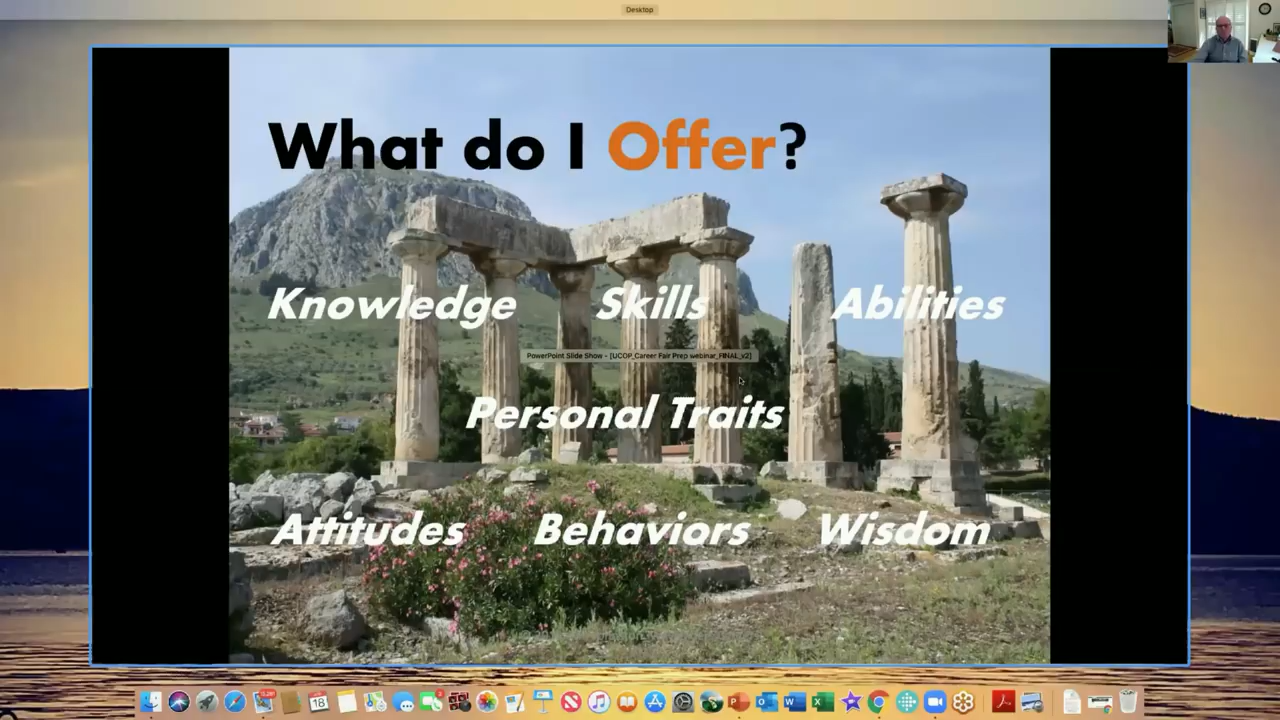 Desktop
What do I Offer?
Knowledge Skills Abilities
PowerPoint Slide Show - [UCOP_Career Fair Prep webinar_FINAL_v2]
Personal Traits
Attitudes Behaviors Wisdom
18